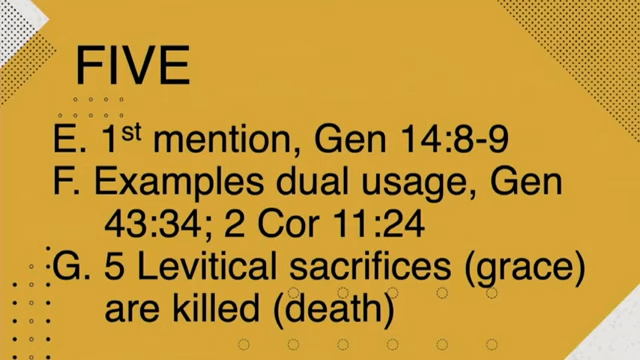 FIVE
E. 1st mention, Gen 14:8-9
F. Examples dual usage, Gen
43:34; 2 Cor 11:24
G. 5 Levitical sacrifices (grace)
are killed (death)